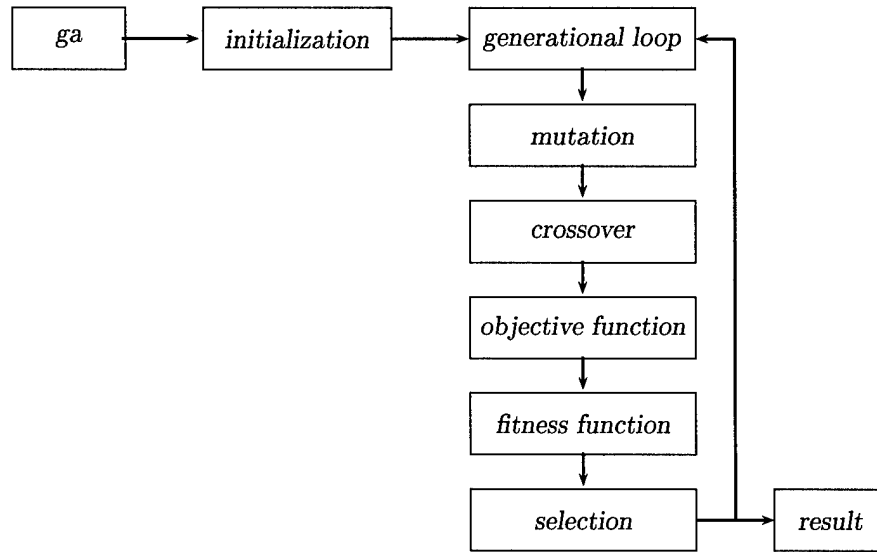 ga
initialization
generational loop
mutation
crossover
objective function
fitness function
selection
result